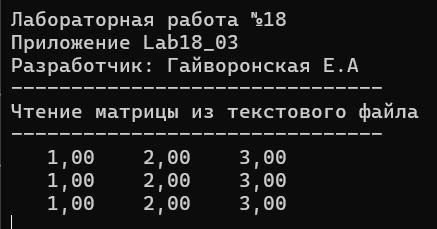 Лабораторная работа №18
Приложение Lab18_03
Разработчик: Гайворонская Е.А
-------------------------------
Чтение матрицы из текстового файла
-------------------------------
1,00 2,00 3,00
1,00 2,00 3,00
1,00 2,00 3,00